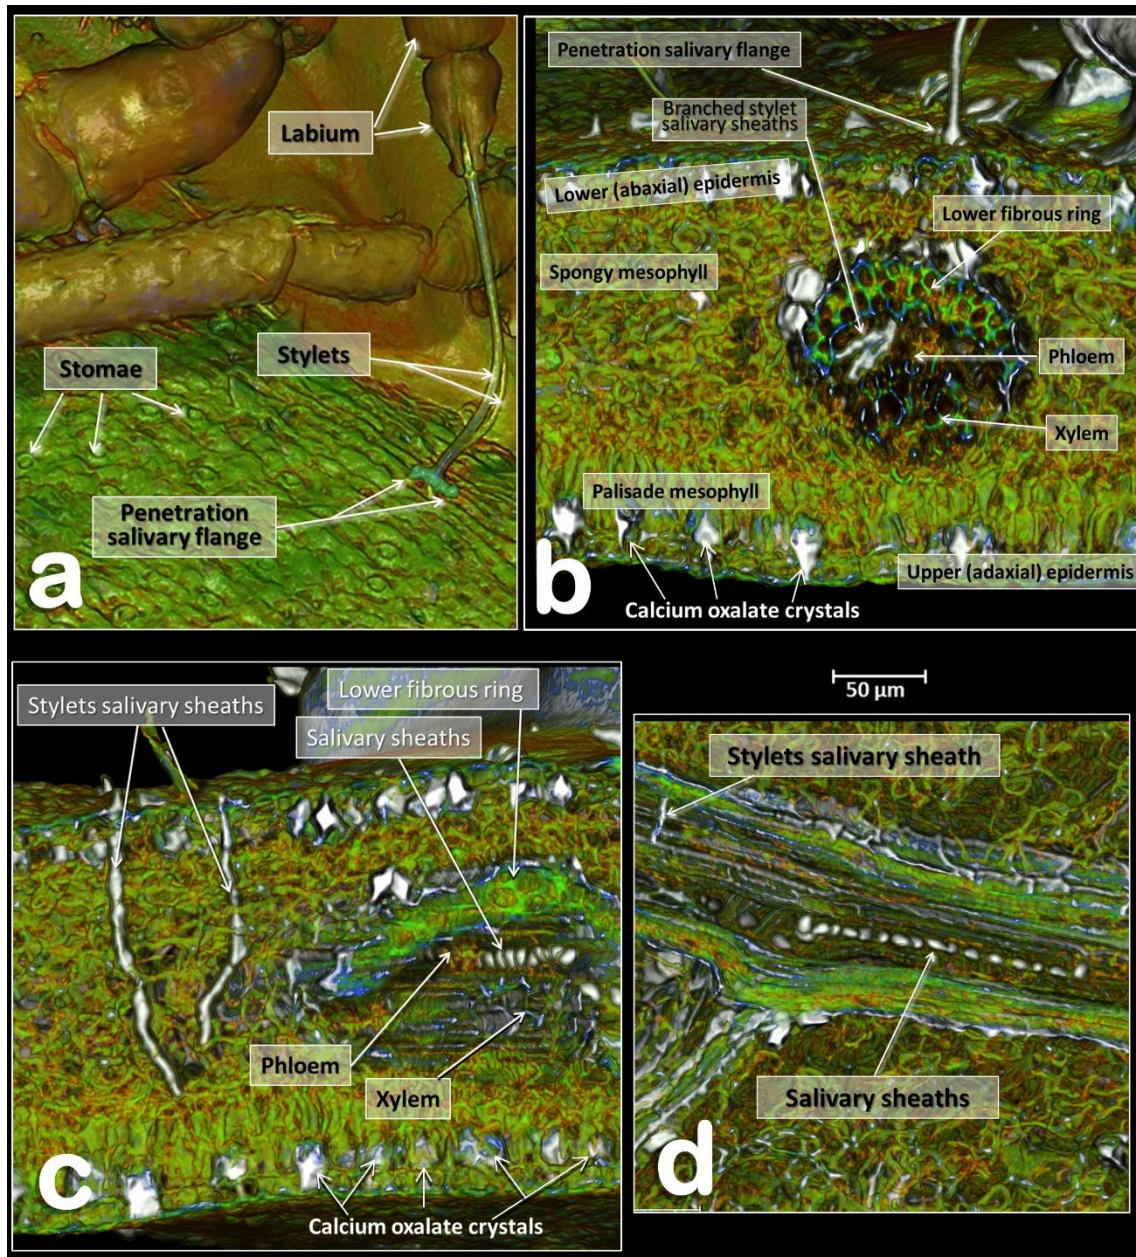 Labium
Stomae
Stylets
Penetration
salivary flange
a
Penetration salivary flange
Branched stylet
salivary sheaths
Lower (abaxial) epidermis
Lower fibrous ring
Spongy mesophyll
Phloem
Xylem
Palisade mesophyll
Upper (adaxial) epidermis
Calcium oxalate crystals
b
Stylets salivary sheaths
Lower fibrous ring
Salivary sheaths
Phloem
Xylem
Calcium oxalate crystals
c
50 µm
Stylets salivary sheath
Salivary sheaths
d